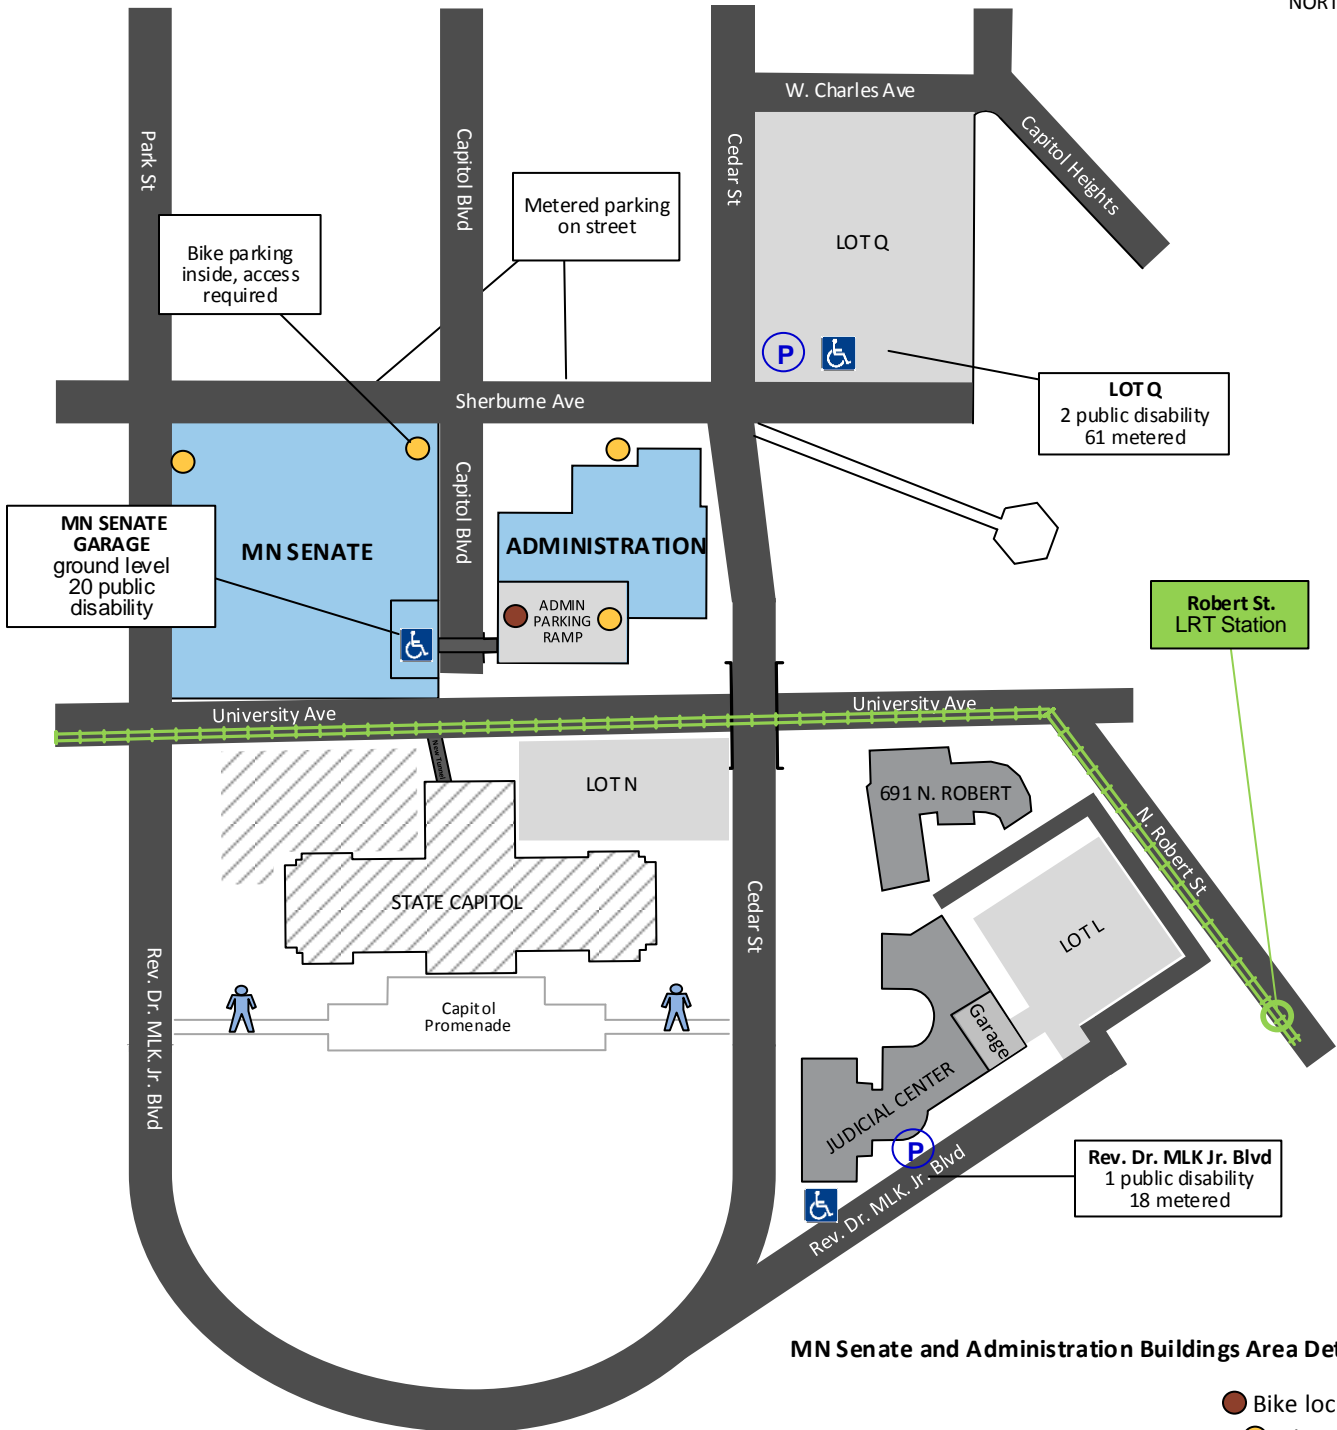 NORT
W. Charles Ave
Park St
Capitol Blvd
Cedar St
Capitol Heights
Metered parking
on street
Bike parking
inside, access
required
LOT Q
P
Sherburne Ave
LOT Q
2 public disability
61 metered
Capitol Blvd
MN SENATE
GARAGE
ground level
20 public
disability
MN SENATE
ADMINISTRATION
ADMIN
PARKING
RAMP
Robert St.
LRT Station
University Ave
University Ave
New Tunnel
LOT N
691 N. ROBERT
N. Robert St
STATE CAPITOL
Cedar St
LOT L
Rev. Dr. MLK. Jr. Blvd
Capitol
Promenade
Garage
JUDICIAL CENTER
P
Rev. Dr. MLK. Jr. Blvd
Rev. Dr. MLK Jr. Blvd
1 public disability
18 metered
MN Senate and Administration Buildings Area Det
Bike loc